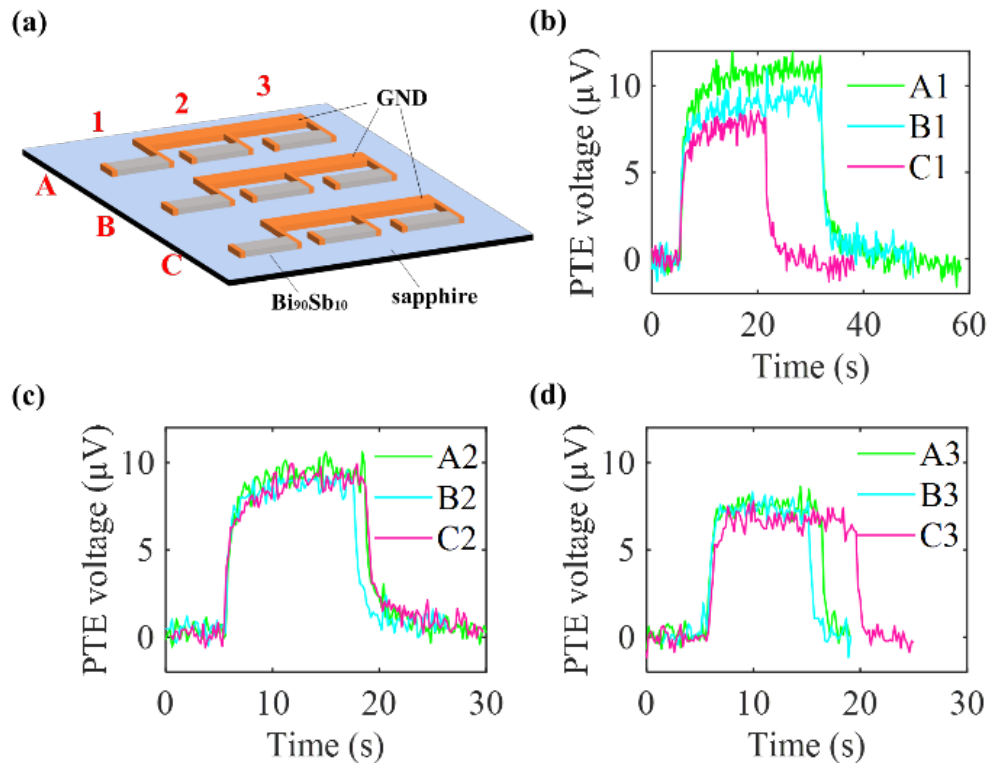 (a)
1 2 3
GND
A
B
C
Bi₉₀Sb₁₀
sapphire
(b)
PTE voltage (μV)
10
5
0
A1
B1
C1
0 20 40 60
Time (s)
(c)
PTE voltage (μV)
10
5
0
A2
B2
C2
0 10 20 30
Time (s)
(d)
PTE voltage (μV)
10
5
0
A3
B3
C3
0 10 20 30
Time (s)